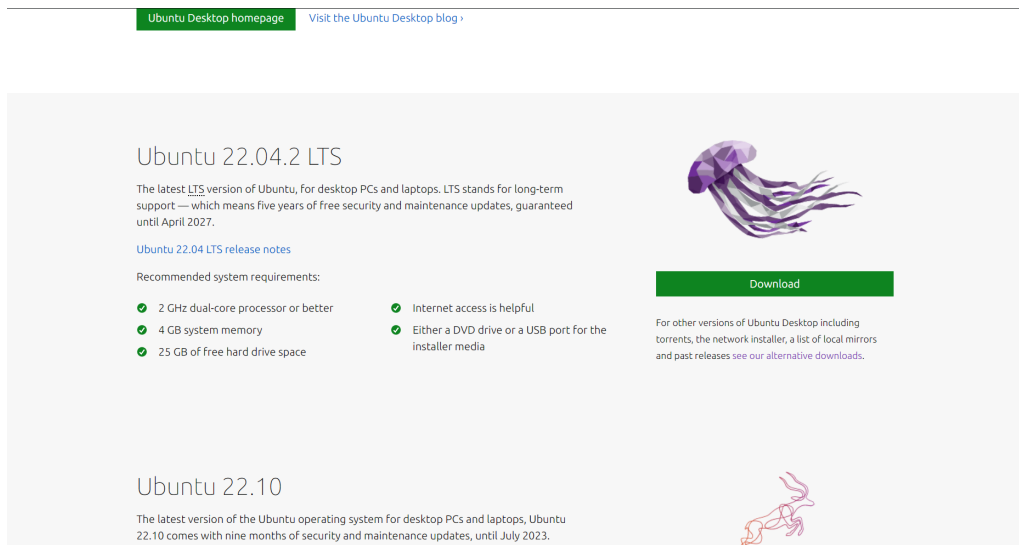 Ubuntu Desktop homepage
Visit the Ubuntu Desktop blog ›
Ubuntu 22.04.2 LTS
The latest LTS version of Ubuntu, for desktop PCs and laptops. LTS stands for long-term
support — which means five years of free security and maintenance updates, guaranteed
until April 2027.
Ubuntu 22.04 LTS release notes
Recommended system requirements:
2 GHz dual-core processor or better
4 GB system memory
25 GB of free hard drive space
Internet access is helpful
Either a DVD drive or a USB port for the
installer media
Download
For other versions of Ubuntu Desktop including
torrents, the network installer, a list of local mirrors
and past releases see our alternative downloads.
Ubuntu 22.10
The latest version of the Ubuntu operating system for desktop PCs and laptops, Ubuntu
22.10 comes with nine months of security and maintenance updates, until July 2023.